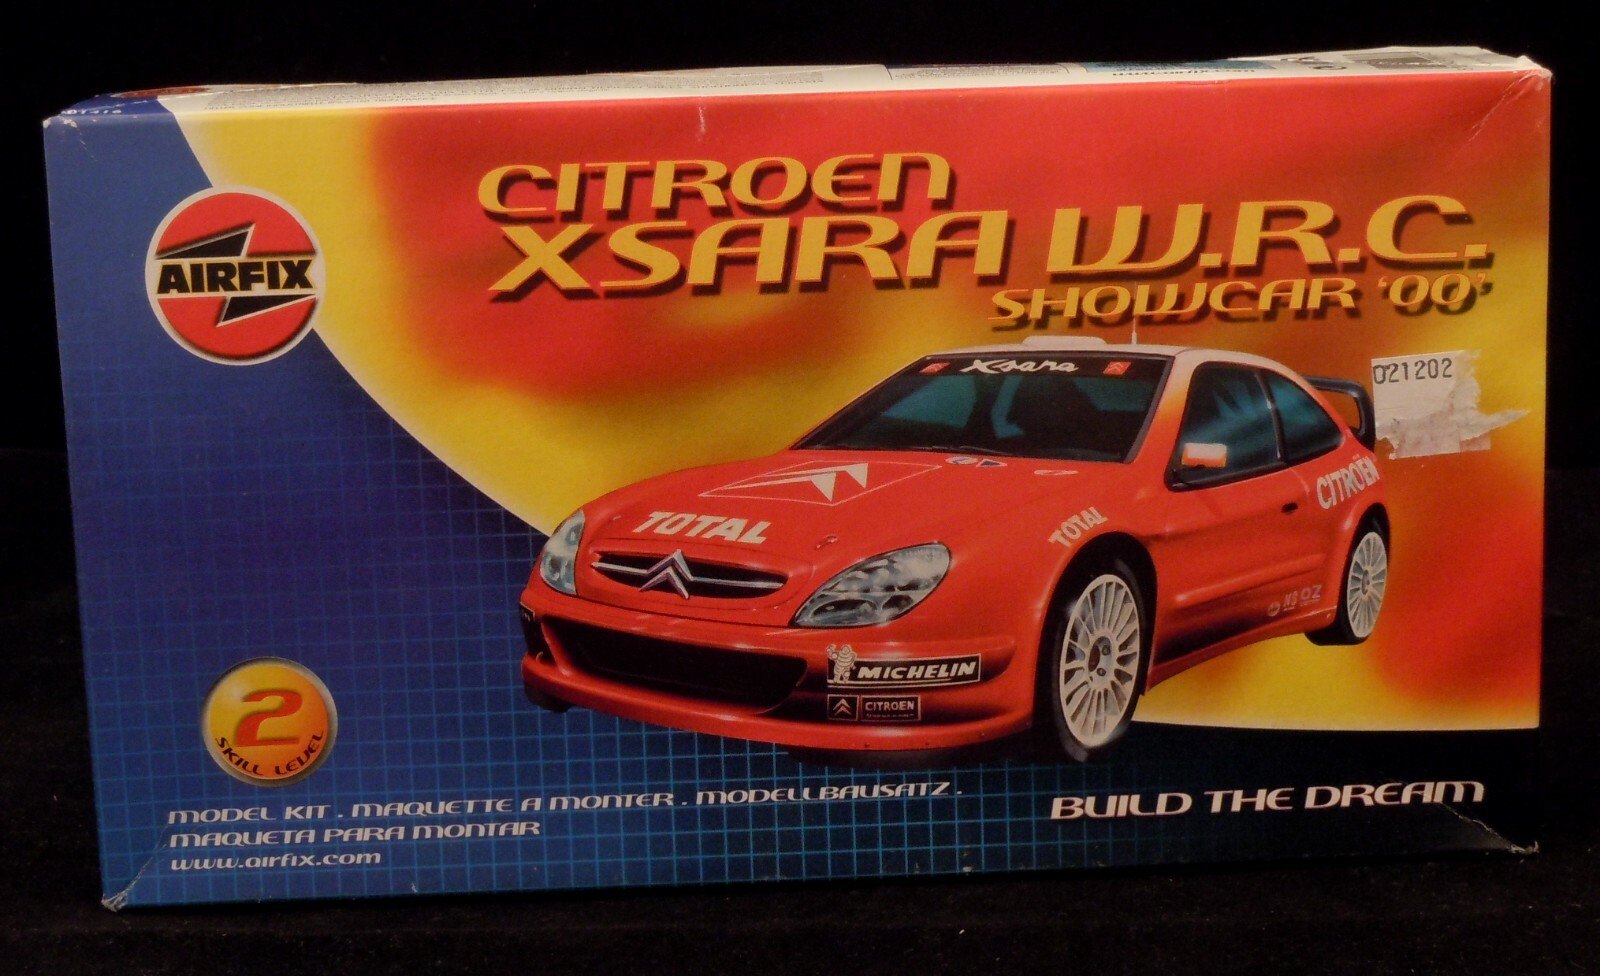 CITROEN
XSARA W.R.C.
SHOWCAR '00'
AIRFIX
021202
Xsara
TOTAL
TOTAL
CITROËN
OZ
MICHELIN
CITROEN
2
SKILL LEVEL
MODEL KIT . MAQUETTE A MONTER . MODELLBAUSATZ .
MAQUETA PARA MONTAR
www.airfix.com
BUILD THE DREAM